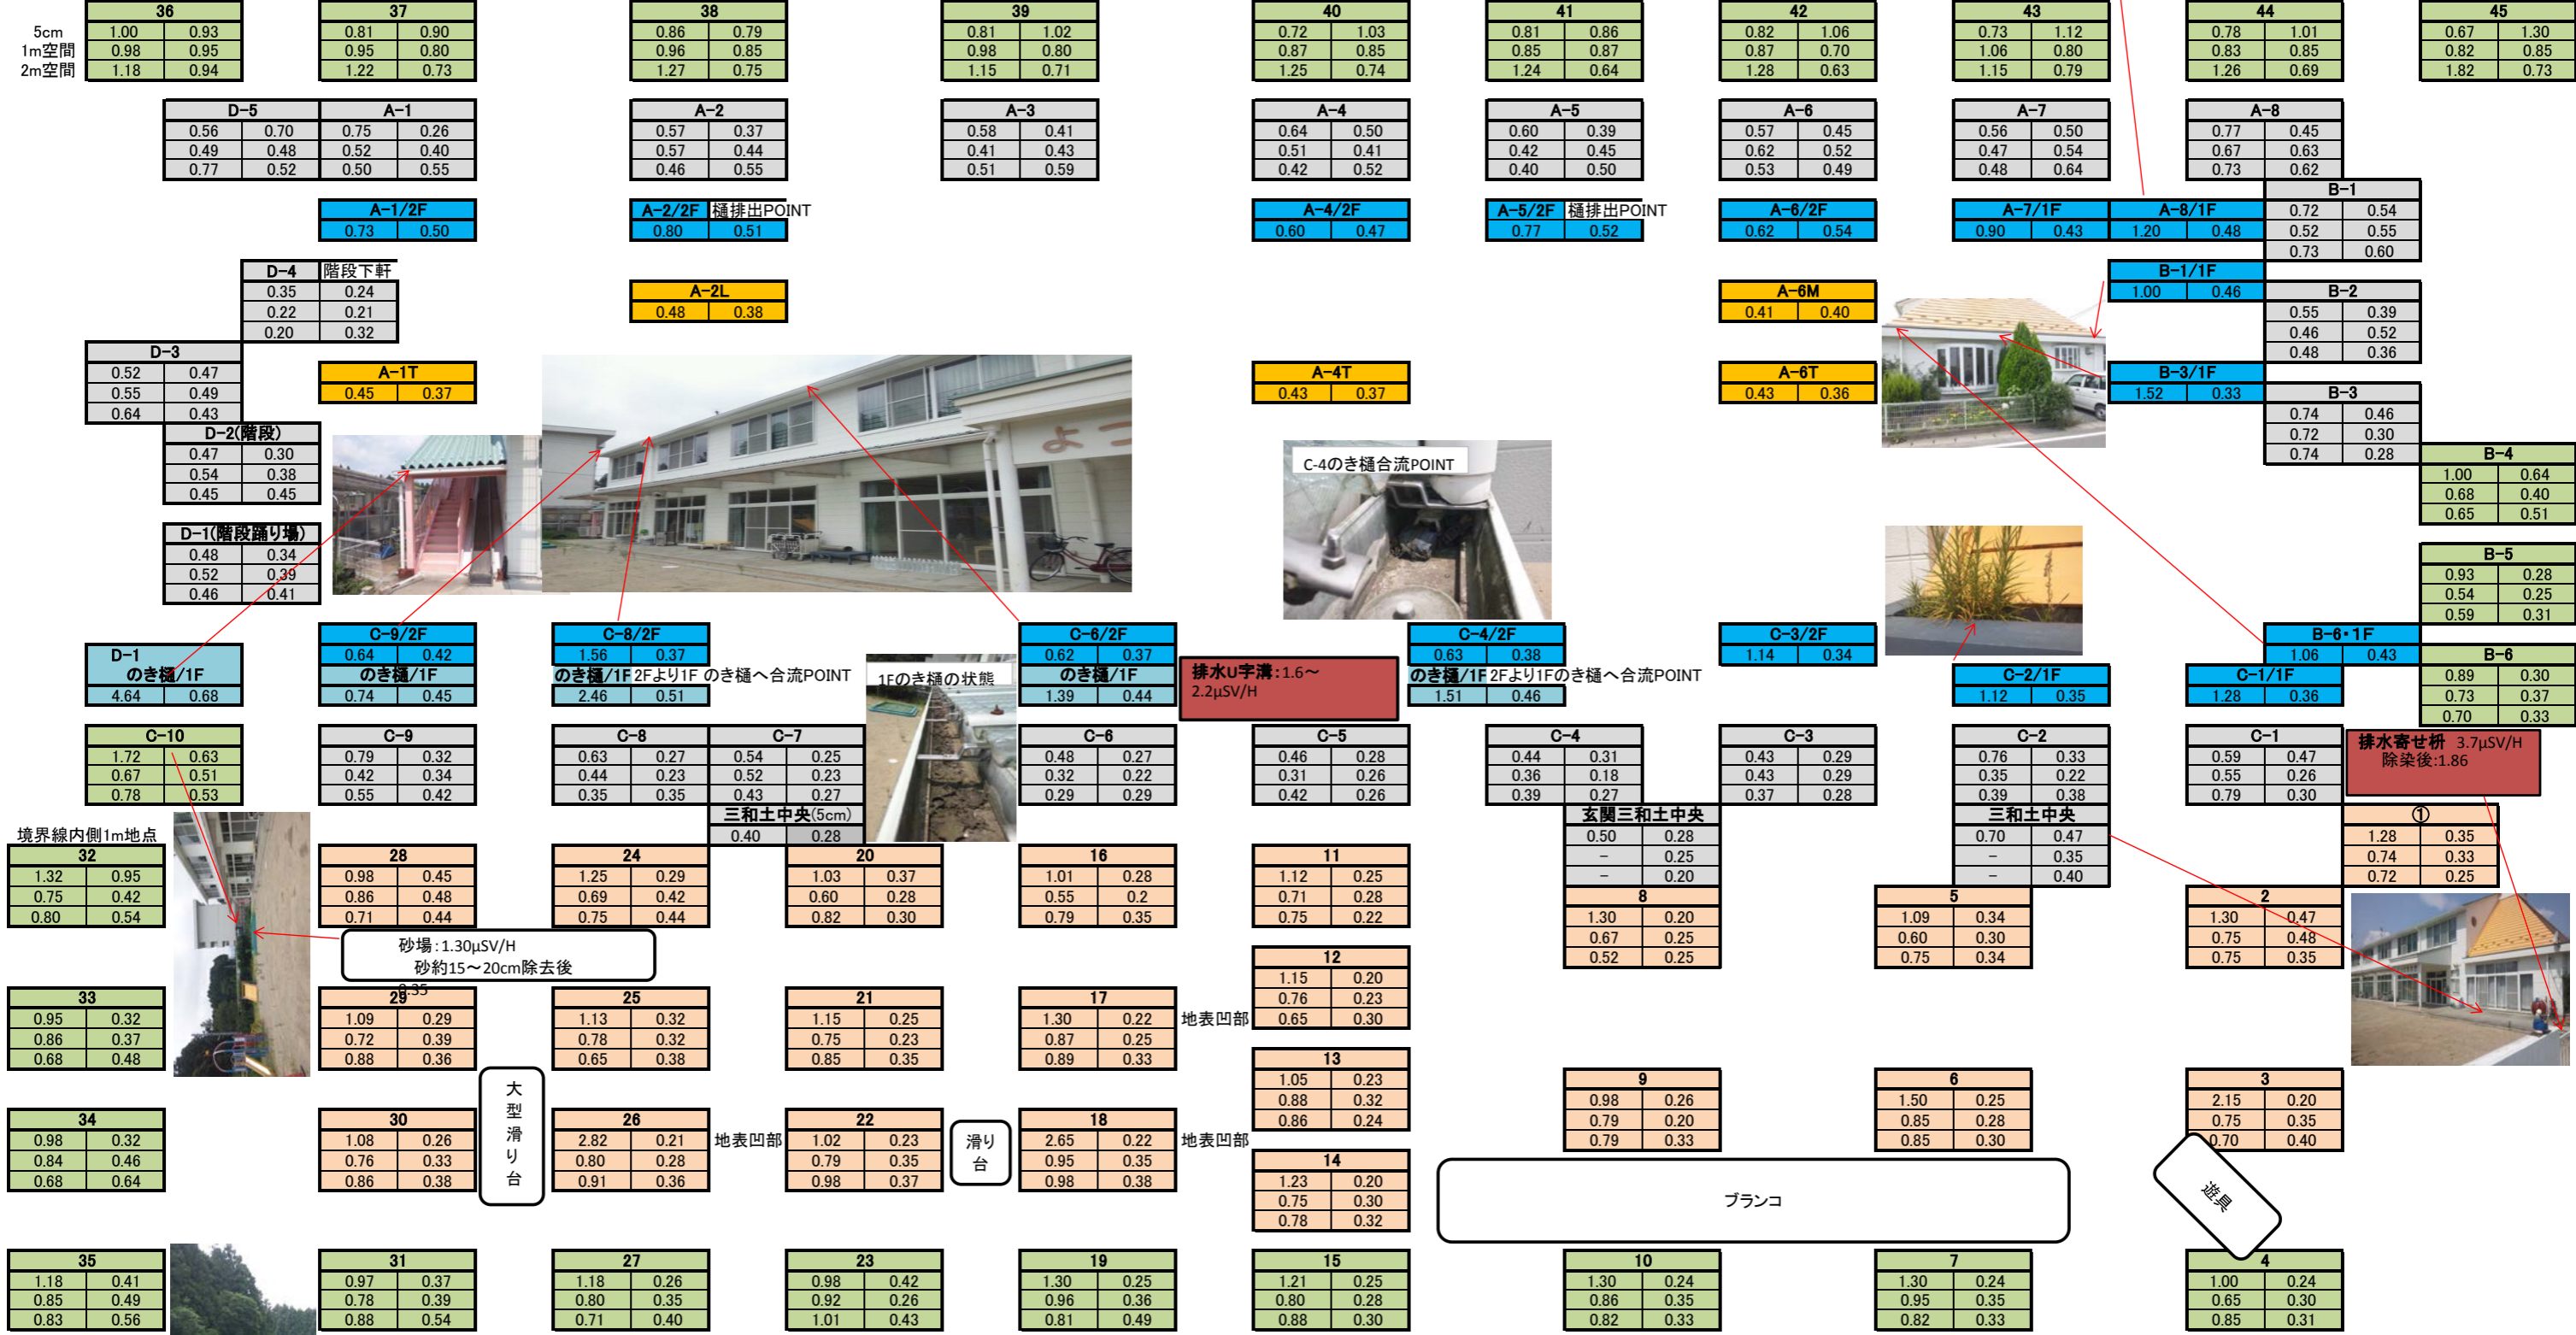 36 37 38 39 40 41 42 43 44 45
5cm 1.00 0.93 0.81 0.90 0.86 0.79 0.81 1.02 0.72 1.03 0.81 0.86 0.82 1.06 0.73 1.12 0.78 1.01 0.67 1.30
1m空間 0.98 0.95 0.95 0.80 0.96 0.85 0.98 0.80 0.87 0.85 0.85 0.87 0.87 0.70 1.06 0.80 0.83 0.85 0.82 0.85
2m空間 1.18 0.94 1.22 0.73 1.27 0.75 1.15 0.71 1.25 0.74 1.24 0.64 1.28 0.63 1.15 0.79 1.26 0.69 1.82 0.73
D-5 A-1 A-2 A-3 A-4 A-5 A-6 A-7 A-8
0.56 0.70 0.75 0.26 0.57 0.37 0.58 0.41 0.64 0.50 0.60 0.39 0.57 0.45 0.56 0.50 0.77 0.45
0.49 0.48 0.52 0.40 0.57 0.44 0.41 0.43 0.51 0.41 0.42 0.45 0.62 0.52 0.47 0.54 0.67 0.63
0.77 0.52 0.50 0.55 0.46 0.55 0.51 0.59 0.42 0.52 0.40 0.50 0.53 0.49 0.48 0.64 0.73 0.62
B-1
A-1/2F A-2/2F 樋排出POINT A-4/2F A-5/2F 樋排出POINT A-6/2F A-7/1F A-8/1F 0.72 0.54
0.73 0.50 0.80 0.51 0.60 0.47 0.77 0.52 0.62 0.54 0.90 0.43 1.20 0.48 0.52 0.55
0.73 0.60
D-4 階段下軒 B-1/1F
0.35 0.24 A-2L A-6M 1.00 0.46 B-2
0.22 0.21 0.48 0.38 0.41 0.40 0.55 0.39
0.20 0.32 0.46 0.52
D-3 0.48 0.36
0.52 0.47 A-1T A-4T A-6T B-3/1F
0.55 0.49 0.45 0.37 0.43 0.37 0.43 0.36 1.52 0.33 B-3
0.64 0.43 0.74 0.46
D-2(階段) よこ 0.72 0.30
0.47 0.30 C-4のき樋合流POINT 0.74 0.28 B-4
0.54 0.38 1.00 0.64
0.45 0.45 0.68 0.40
0.65 0.51
D-1(階段踊り場)
0.48 0.34 B-5
0.52 0.39 0.93 0.28
0.46 0.41 0.54 0.25
0.59 0.31
C-9/2F C-8/2F C-6/2F C-4/2F C-3/2F B-6・1F
D-1 0.64 0.42 1.56 0.37 0.62 0.37 0.63 0.38 1.14 0.34 1.06 0.43 B-6
のき樋/1F のき樋/1F のき樋/1F 2Fより1F のき樋へ合流POINT 1Fのき樋の状態 のき樋/1F 排水U字溝:1.6～ のき樋/1F 2Fより1Fのき樋へ合流POINT C-2/1F C-1/1F 0.89 0.30
4.64 0.68 0.74 0.45 2.46 0.51 1.39 0.44 2.2μSV/H 1.51 0.46 1.12 0.35 1.28 0.36 0.73 0.37
0.70 0.33
C-10 C-9 C-8 C-7 C-6 C-5 C-4 C-3 C-2 C-1 排水寄せ枡 3.7μSV/H
1.72 0.63 0.79 0.32 0.63 0.27 0.54 0.25 0.48 0.27 0.46 0.28 0.44 0.31 0.43 0.29 0.76 0.33 0.59 0.47 除染後:1.86
0.67 0.51 0.42 0.34 0.44 0.23 0.52 0.23 0.32 0.22 0.31 0.26 0.36 0.18 0.43 0.29 0.35 0.22 0.55 0.26
0.78 0.53 0.55 0.42 0.35 0.35 0.43 0.27 0.29 0.29 0.42 0.26 0.39 0.27 0.37 0.28 0.39 0.38 0.79 0.30
三和土中央(5cm) 玄関三和土中央 三和土中央 ①
境界線内側1m地点 0.40 0.28 0.50 0.28 0.70 0.47 1.28 0.35
32 28 24 20 16 11 - 0.25 - 0.35 0.74 0.33
1.32 0.95 0.98 0.45 1.25 0.29 1.03 0.37 1.01 0.28 1.12 0.25 - 0.20 - 0.40 0.72 0.25
0.75 0.42 0.86 0.48 0.69 0.42 0.60 0.28 0.55 0.2 0.71 0.28 8 5 2
0.80 0.54 0.71 0.44 0.75 0.44 0.82 0.30 0.79 0.35 0.75 0.22 1.30 0.20 1.09 0.34 1.30 0.47
砂場:1.30μSV/H 0.67 0.25 0.60 0.30 0.75 0.48
砂約15～20cm除去後 12 0.52 0.25 0.75 0.34 0.75 0.35
0.35 1.15 0.20
33 29 25 21 17 0.76 0.23
0.95 0.32 1.09 0.29 1.13 0.32 1.15 0.25 1.30 0.22 地表凹部 0.65 0.30
0.86 0.37 0.72 0.39 0.78 0.32 0.75 0.23 0.87 0.25
0.68 0.48 0.88 0.36 0.65 0.38 0.85 0.35 0.89 0.33 13
大型滑り台 1.05 0.23 9 6 3
0.88 0.32 0.98 0.26 1.50 0.25 2.15 0.20
34 30 26 22 18 0.86 0.24 0.79 0.20 0.85 0.28 0.75 0.35
0.98 0.32 1.08 0.26 2.82 0.21 地表凹部 1.02 0.23 滑り台 2.65 0.22 地表凹部 0.79 0.33 0.85 0.30 0.70 0.40
0.84 0.46 0.76 0.33 0.80 0.28 0.79 0.35 0.95 0.35 14
0.68 0.64 0.86 0.38 0.91 0.36 0.98 0.37 0.98 0.38 1.23 0.20
0.75 0.30 ブランコ 遊具
0.78 0.32
35 31 27 23 19 15 10 7 4
1.18 0.41 0.97 0.37 1.18 0.26 0.98 0.42 1.30 0.25 1.21 0.25 1.30 0.24 1.30 0.24 1.00 0.24
0.85 0.49 0.78 0.39 0.80 0.35 0.92 0.26 0.96 0.36 0.80 0.28 0.86 0.35 0.95 0.35 0.65 0.30
0.83 0.56 0.88 0.54 0.71 0.40 1.01 0.43 0.81 0.49 0.88 0.30 0.82 0.33 0.82 0.33 0.85 0.31